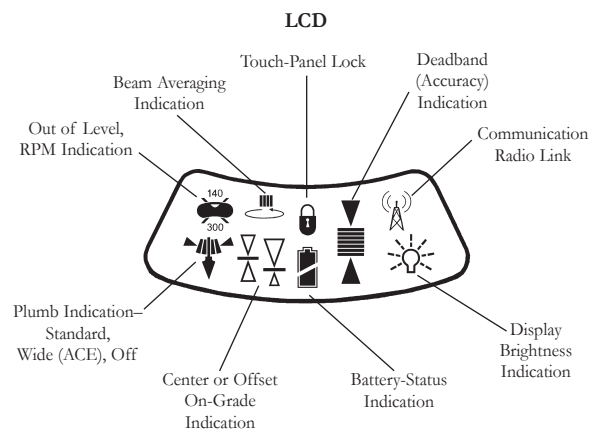 LCD
Touch-Panel Lock
Deadband
(Accuracy)
Indication
Beam Averaging
Indication
Out of Level,
RPM Indication
Communication
Radio Link
140
300
Plumb Indication–
Standard,
Wide (ACE), Off
Center or Offset
On-Grade
Indication
Battery-Status
Indication
Display
Brightness
Indication